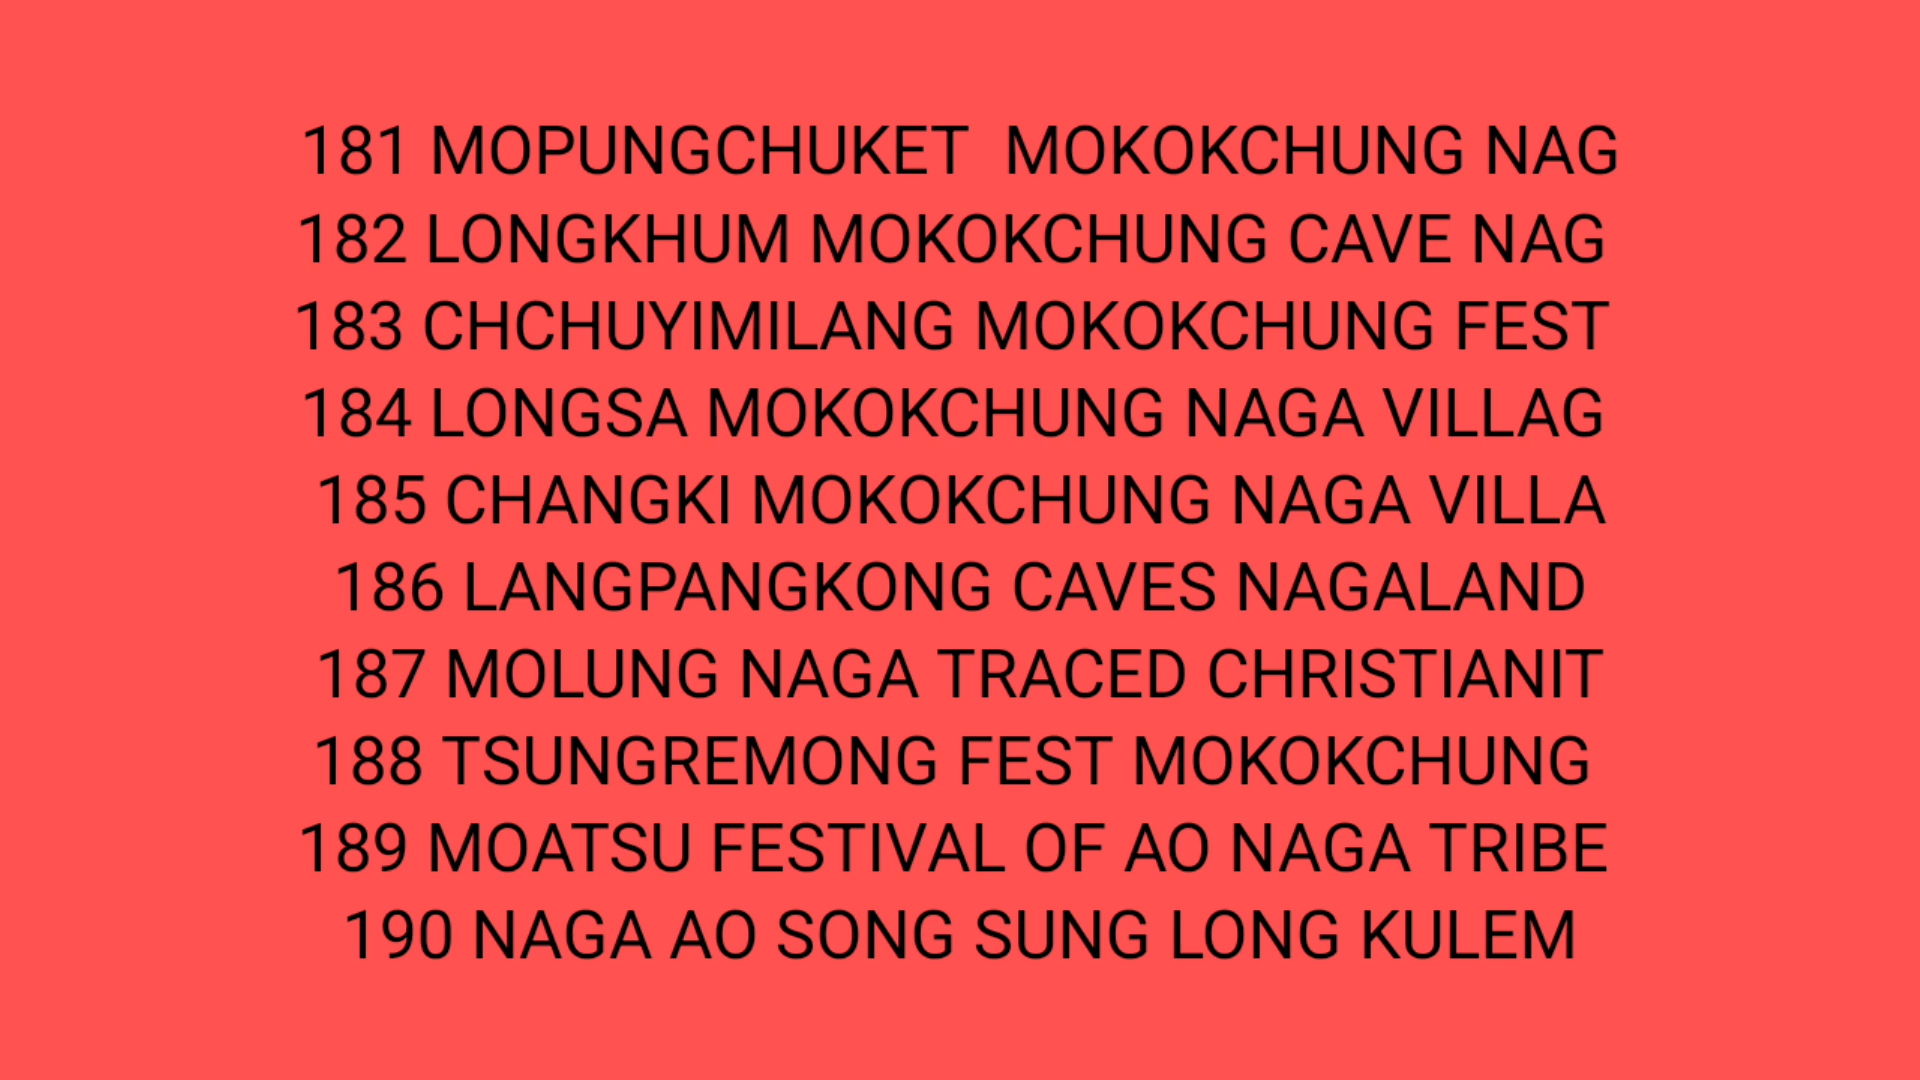 181 MOPUNGCHUKET  MOKOKCHUNG NAG
182 LONGKHUM MOKOKCHUNG CAVE NAG
183 CHCHUYIMILANG MOKOKCHUNG FEST
184 LONGSA MOKOKCHUNG NAGA VILLAG
185 CHANGKI MOKOKCHUNG NAGA VILLA
186 LANGPANGKONG CAVES NAGALAND
187 MOLUNG NAGA TRACED CHRISTIANIT
188 TSUNGREMONG FEST MOKOKCHUNG
189 MOATSU FESTIVAL OF AO NAGA TRIBE
190 NAGA AO SONG SUNG LONG KULEM